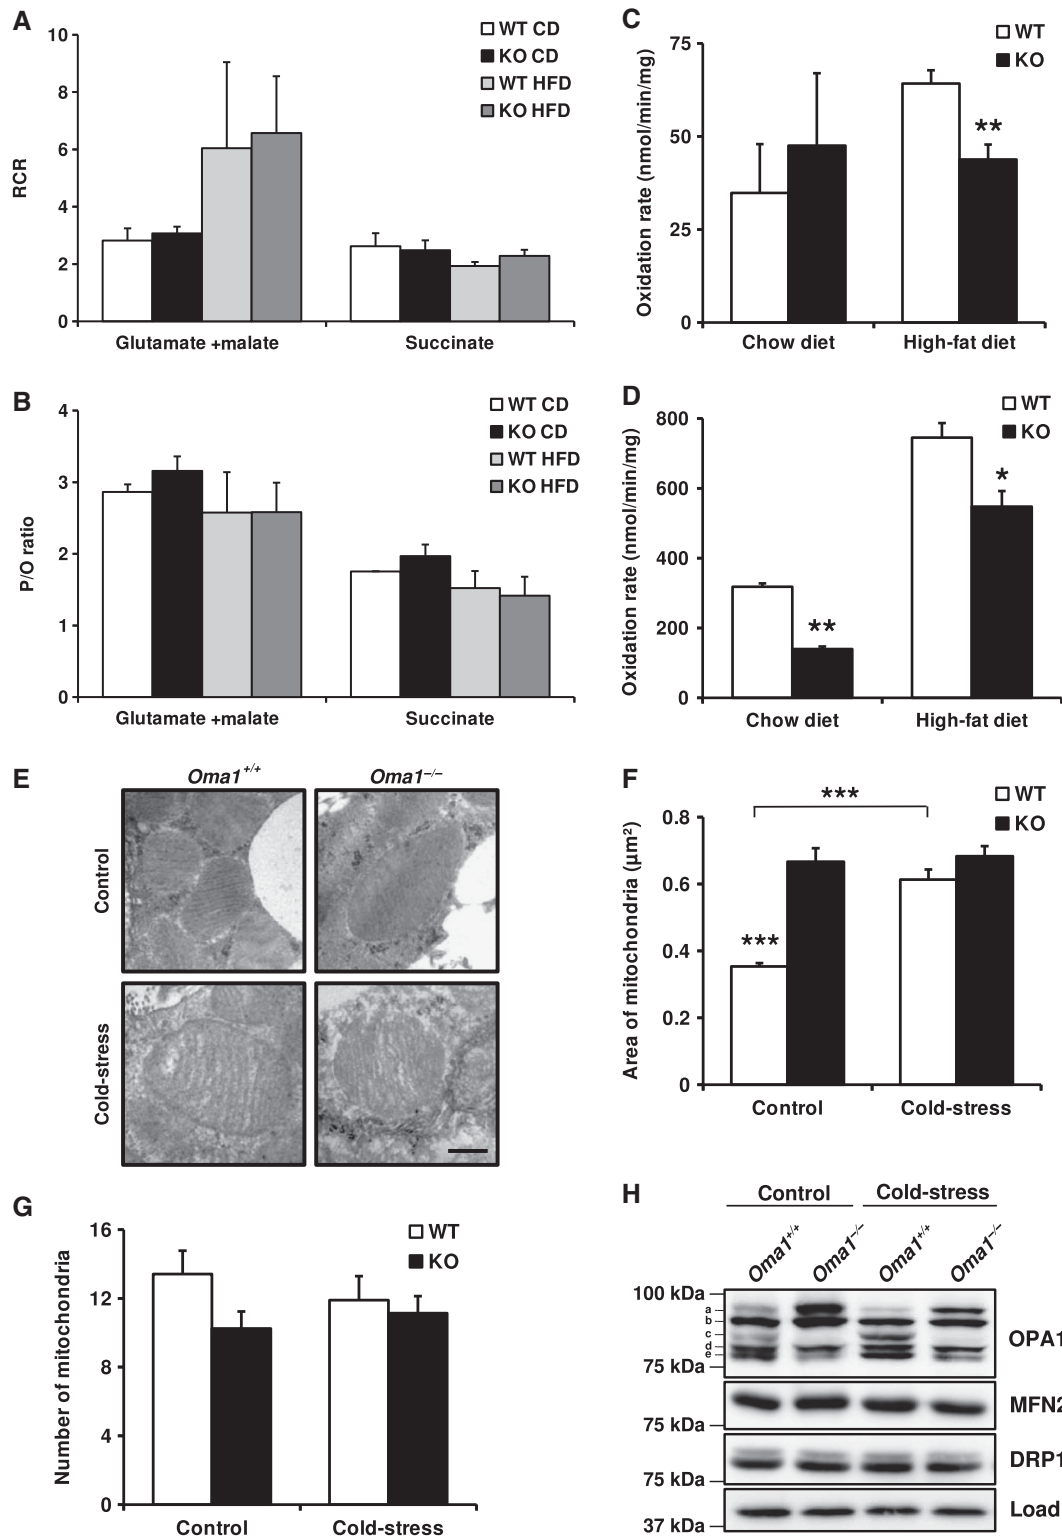 A
10
8
6
4
2
0
RCR
WT CD
KO CD
WT HFD
KO HFD
Glutamate +malate
Succinate
B
4
3
2
1
0
P/O ratio
WT CD
KO CD
WT HFD
KO HFD
Glutamate +malate
Succinate
C
75
50
25
0
Oxidation rate (nmol/min/mg)
WT
KO
**
Chow diet
High-fat diet
D
800
600
400
200
0
Oxidation rate (nmol/min/mg)
WT
KO
**
*
Chow diet
High-fat diet
E
Oma1+/+
Oma1–/–
Control
Cold-stress
F
0.8
0.6
0.4
0.2
0
Area of mitochondria (µm²)
WT
KO
***
***
Control
Cold-stress
G
16
12
8
4
0
Number of mitochondria
WT
KO
Control
Cold-stress
H
Control
Cold-stress
Oma1+/+
Oma1–/–
Oma1+/+
Oma1–/–
100 kDa
a
b
c
d
e
75 kDa
OPA1
75 kDa
MFN2
75 kDa
DRP1
37 kDa
Load